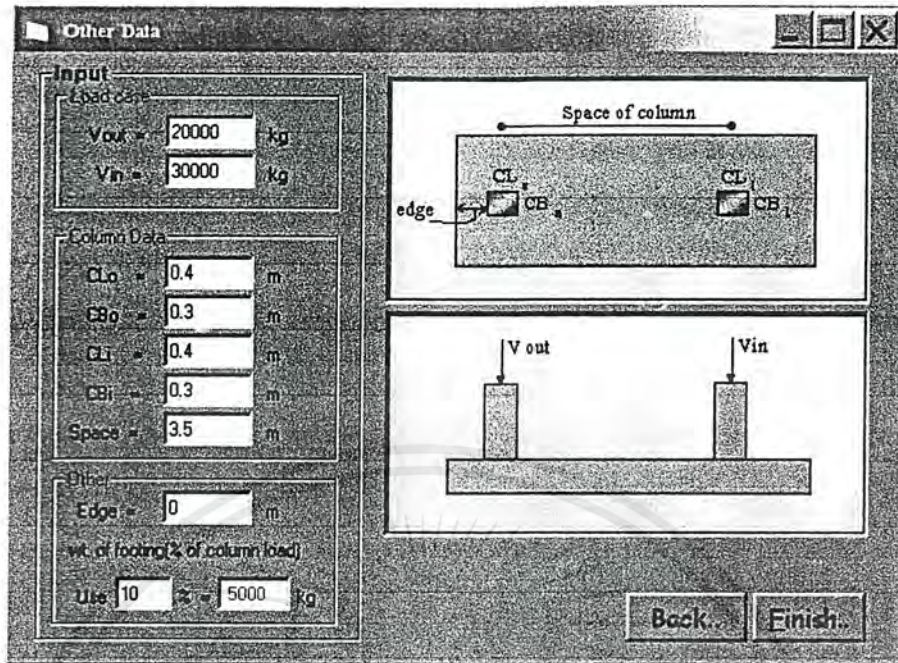 Other Data
Input
Load case
Vout = 20000 kg
Vin = 30000 kg
Column Data
CLo = 0.4 m
CBo = 0.3 m
CLi = 0.4 m
CBi = 0.3 m
Space = 3.5 m
Other
Edge = 0 m
wt. of footing(% of column load)
Use 10 % = 5000 kg
Space of column
CL
CL i
edge
CB
CB i
V out
Vin
Back..
Finish..